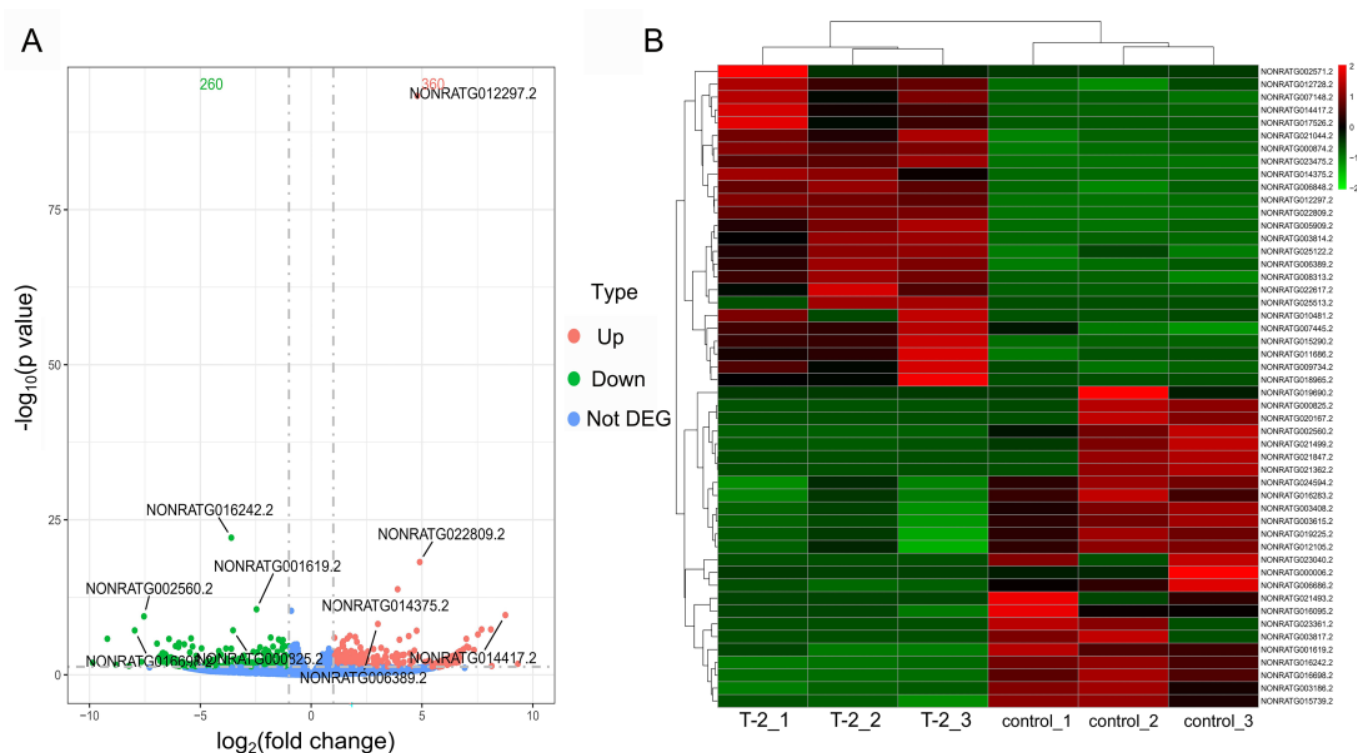 A
260
360
NONRATG012297.2
75
50
25
0
-log10(p value)
NONRATG016242.2
NONRATG022809.2
NONRATG001619.2
NONRATG002560.2
NONRATG014375.2
NONRATG000825.2
NONRATG014417.2
NONRATG006389.2
−10
−5
0
5
10
log2(fold change)
Type
Up
Down
Not DEG
B
NONRATG002571.2
NONRATG012728.2
NONRATG007148.2
NONRATG014417.2
NONRATG017526.2
NONRATG021044.2
NONRATG000874.2
NONRATG023475.2
NONRATG014375.2
NONRATG006848.2
NONRATG012297.2
NONRATG022809.2
NONRATG005909.2
NONRATG003814.2
NONRATG025122.2
NONRATG006389.2
NONRATG008313.2
NONRATG022617.2
NONRATG025513.2
NONRATG010481.2
NONRATG007445.2
NONRATG015290.2
NONRATG011686.2
NONRATG009734.2
NONRATG018965.2
NONRATG019690.2
NONRATG000825.2
NONRATG020167.2
NONRATG002560.2
NONRATG021499.2
NONRATG021847.2
NONRATG021362.2
NONRATG024594.2
NONRATG016283.2
NONRATG003408.2
NONRATG003615.2
NONRATG019225.2
NONRATG012105.2
NONRATG023040.2
NONRATG000006.2
NONRATG006686.2
NONRATG021493.2
NONRATG016095.2
NONRATG023361.2
NONRATG003817.2
NONRATG001619.2
NONRATG016242.2
NONRATG016698.2
NONRATG003186.2
NONRATG015739.2
2
1
0
−1
−2
T-2_1
T-2_2
T-2_3
control_1
control_2
control_3